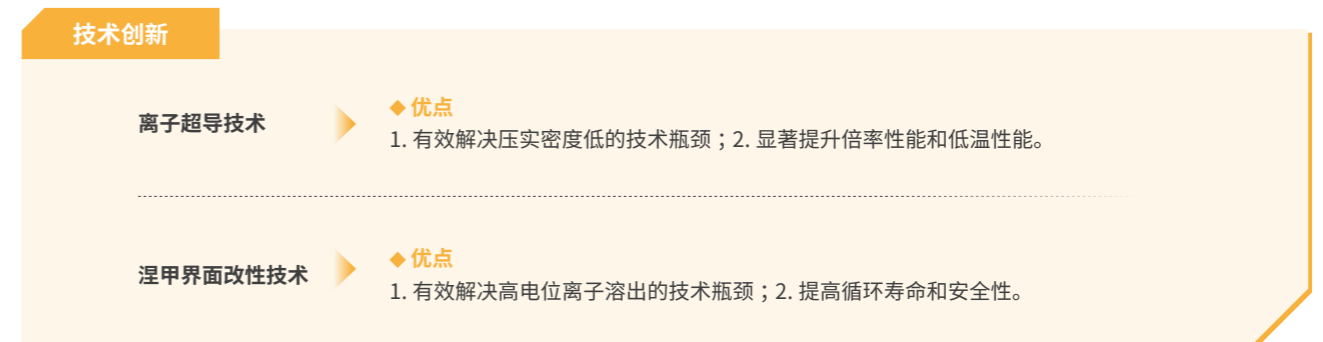 技术创新
离子超导技术
◆ 优点
1. 有效解决压实密度低的技术瓶颈；2. 显著提升倍率性能和低温性能。
涅甲界面改性技术
◆ 优点
1. 有效解决高电位离子溶出的技术瓶颈；2. 提高循环寿命和安全性。